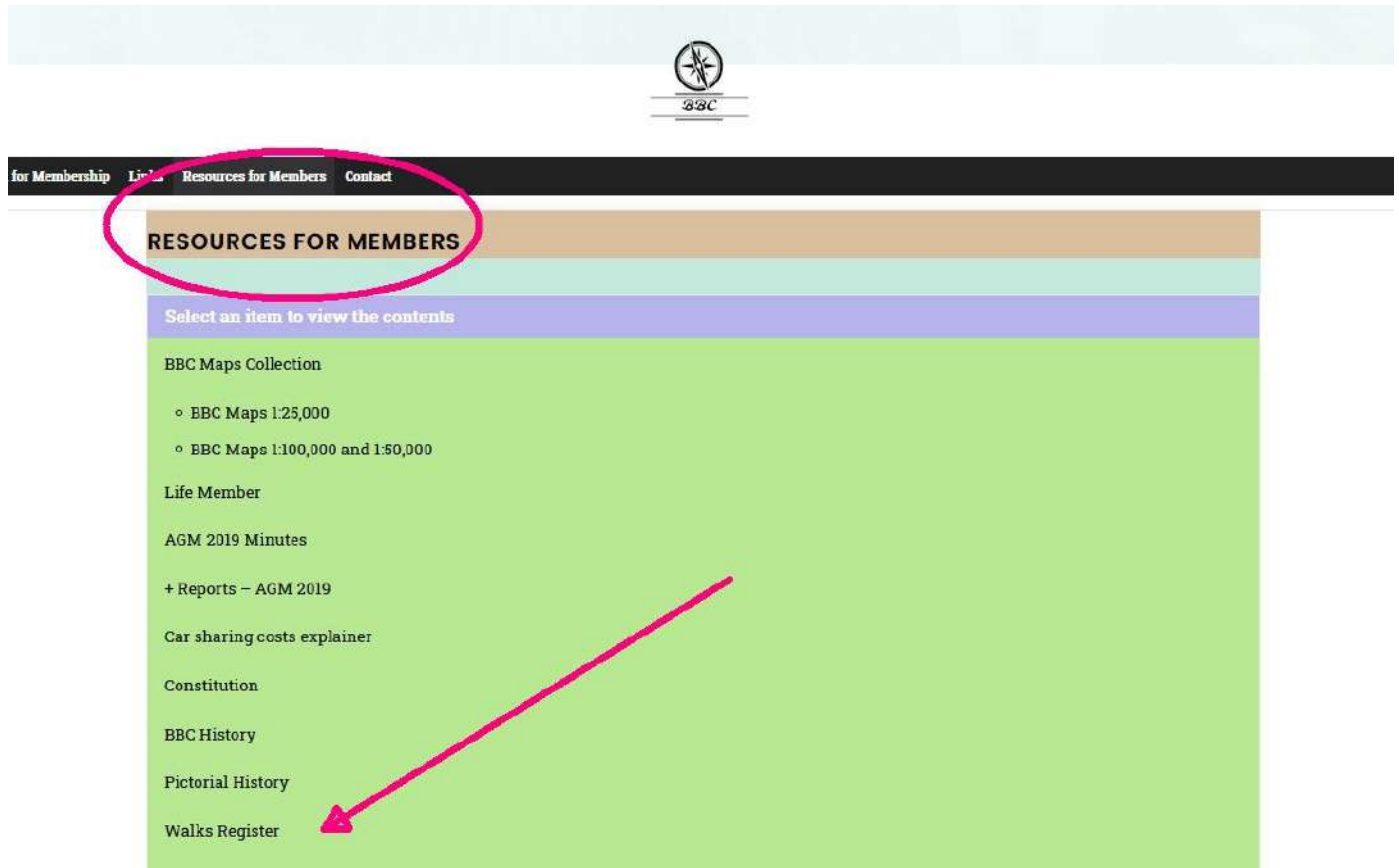 BBC
for Membership Links Resources for Members Contact
RESOURCES FOR MEMBERS
Select an item to view the contents
BBC Maps Collection
BBC Maps 1:25,000
BBC Maps 1:100,000 and 1:50,000
Life Member
AGM 2019 Minutes
+ Reports – AGM 2019
Car sharing costs explainer
Constitution
BBC History
Pictorial History
Walks Register